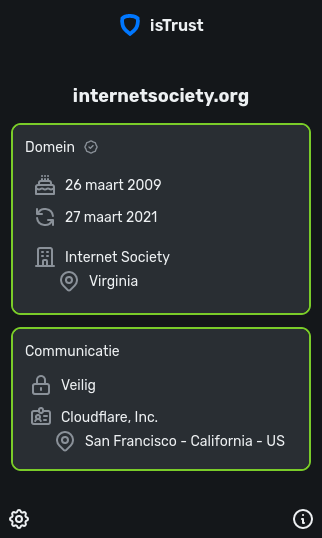 isTrust
internetsociety.org
Domein
26 maart 2009
27 maart 2021
Internet Society
Virginia
Communicatie
Veilig
Cloudflare, Inc.
San Francisco - California - US